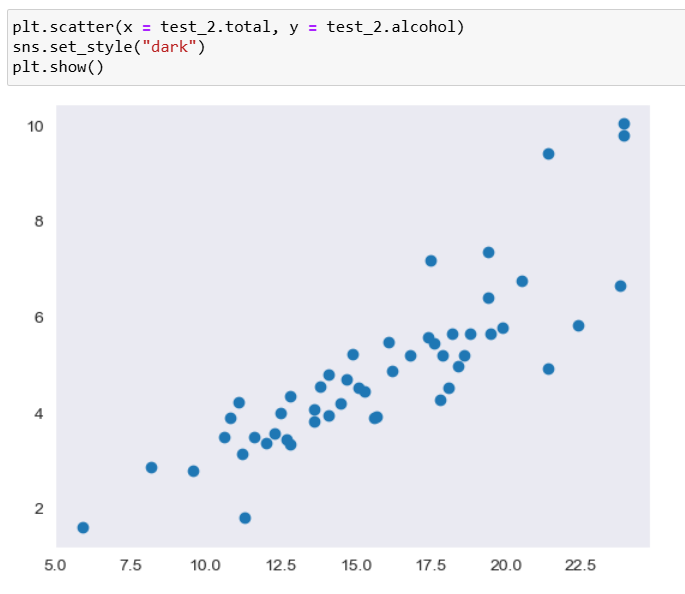 plt.scatter(x = test_2.total, y = test_2.alcohol)
sns.set_style("dark")
plt.show()
10
8
6
4
2
5.0 7.5 10.0 12.5 15.0 17.5 20.0 22.5